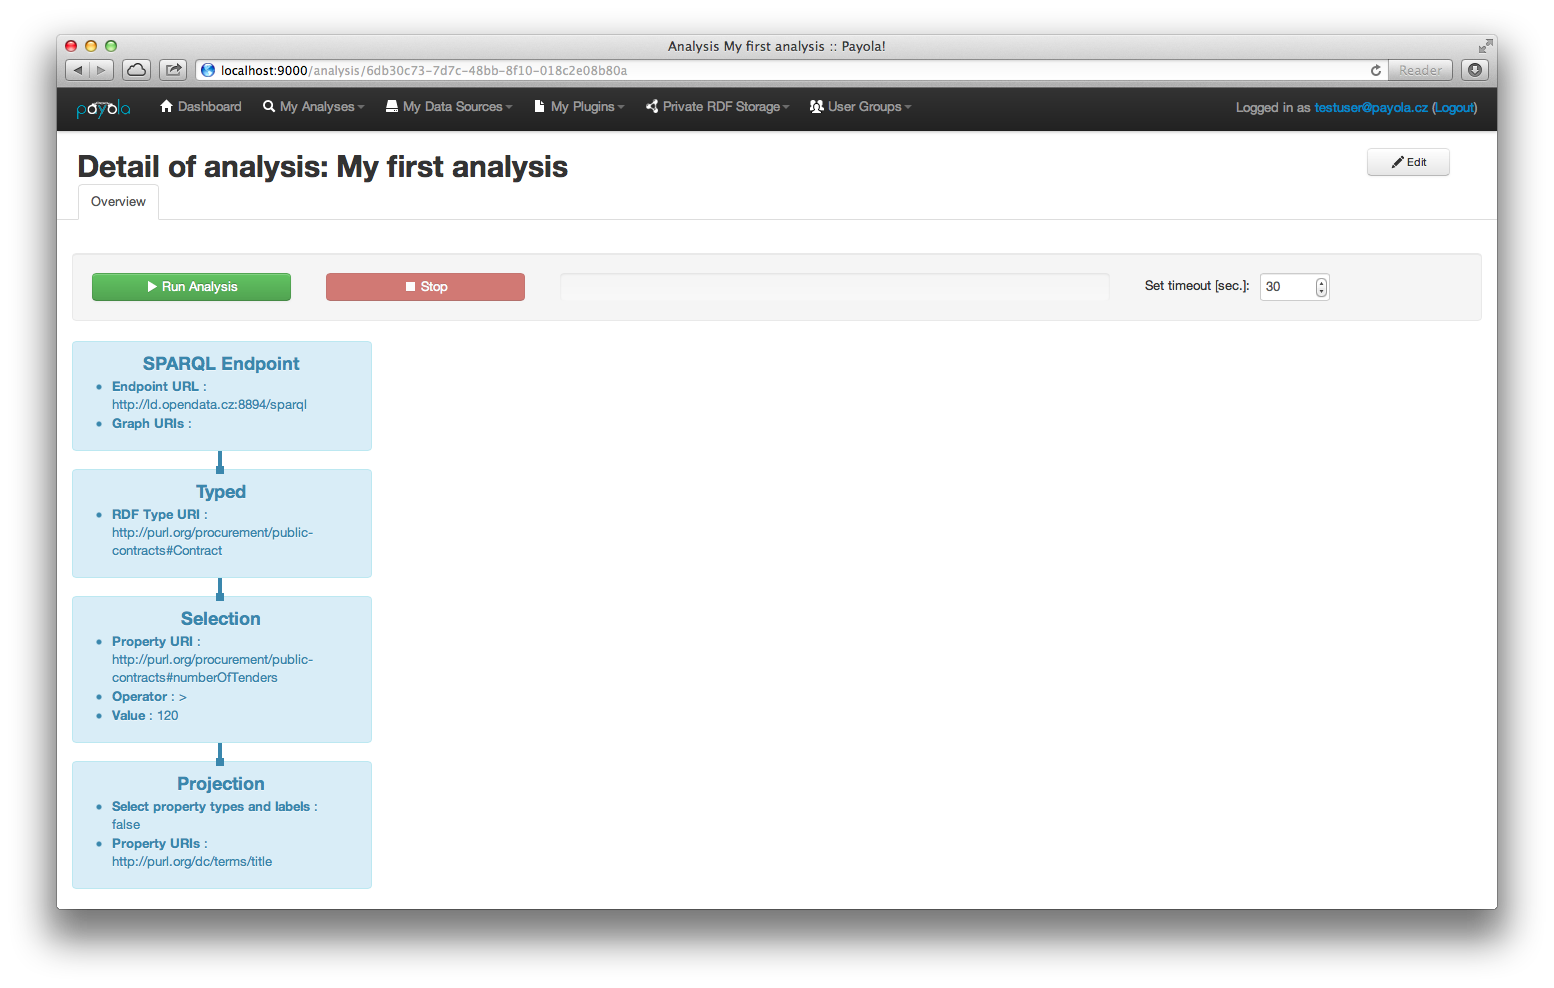 Analysis My first analysis :: Payola!
localhost:9000/analysis/6db30c73-7d7c-48bb-8f10-018c2e08b80a
Reader
payola
Dashboard
My Analyses
My Data Sources
My Plugins
Private RDF Storage
User Groups
Logged in as testuser@payola.cz (Logout)
Detail of analysis: My first analysis
Edit
Overview
Run Analysis
Stop
Set timeout [sec.]:
30
SPARQL Endpoint
Endpoint URL :
http://ld.opendata.cz:8894/sparql
Graph URIs :
Typed
RDF Type URI :
http://purl.org/procurement/public-
contracts#Contract
Selection
Property URI :
http://purl.org/procurement/public-
contracts#numberOfTenders
Operator : >
Value : 120
Projection
Select property types and labels :
false
Property URIs :
http://purl.org/dc/terms/title